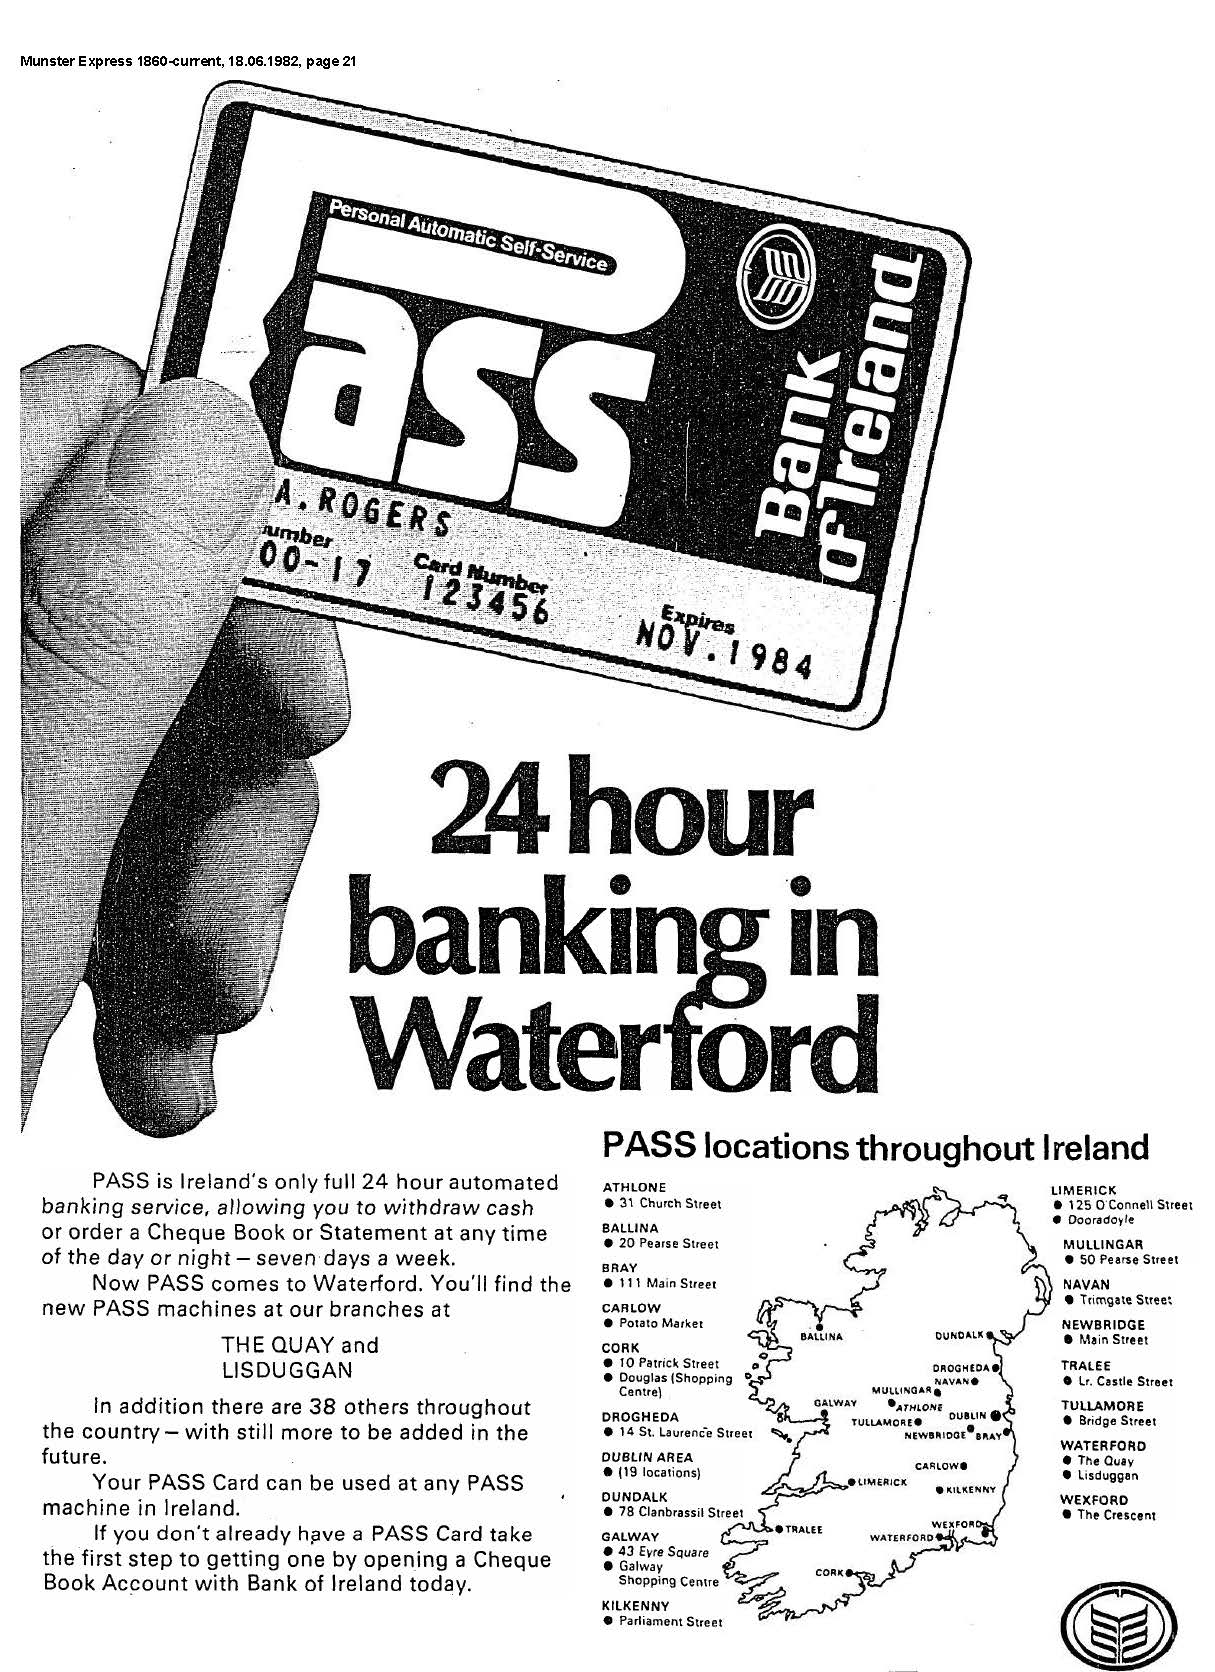 Munster Express 1860-current, 18.06.1982, page 21
Pass
Personal Automatic Self-Service
Bank
of Ireland
A. ROGERS
umber
00-17
Card Number
123456
Expires
NOV. 1984
24 hour
banking in
Waterford
PASS is Ireland's only full 24 hour automated
banking service, allowing you to withdraw cash
or order a Cheque Book or Statement at any time
of the day or night – seven days a week.
Now PASS comes to Waterford. You'll find the
new PASS machines at our branches at
THE QUAY and
LISDUGGAN
In addition there are 38 others throughout
the country – with still more to be added in the
future.
Your PASS Card can be used at any PASS
machine in Ireland.
If you don't already have a PASS Card take
the first step to getting one by opening a Cheque
Book Account with Bank of Ireland today.
PASS locations throughout Ireland
ATHLONE
● 31 Church Street
BALLINA
● 20 Pearse Street
BRAY
● 111 Main Street
CARLOW
● Potato Market
CORK
● 10 Patrick Street
● Douglas (Shopping
Centre)
DROGHEDA
● 14 St. Laurence Street
DUBLIN AREA
● (19 locations)
DUNDALK
● 78 Clanbrassil Street
GALWAY
● 43 Eyre Square
● Galway
Shopping Centre
KILKENNY
● Parliament Street
BALLINA
DUNDALK
DROGHEDA
NAVAN
MULLINGAR
GALWAY
ATHLONE
TULLAMORE
DUBLIN
NEWBRIDGE
BRAY
CARLOW
LIMERICK
KILKENNY
TRALEE
WEXFORD
WATERFORD
CORK
LIMERICK
● 125 O'Connell Street
● Dooradoyle
MULLINGAR
● 50 Pearse Street
NAVAN
● Trimgate Street
NEWBRIDGE
● Main Street
TRALEE
● Lr. Castle Street
TULLAMORE
● Bridge Street
WATERFORD
● The Quay
● Lisduggan
WEXFORD
● The Crescent